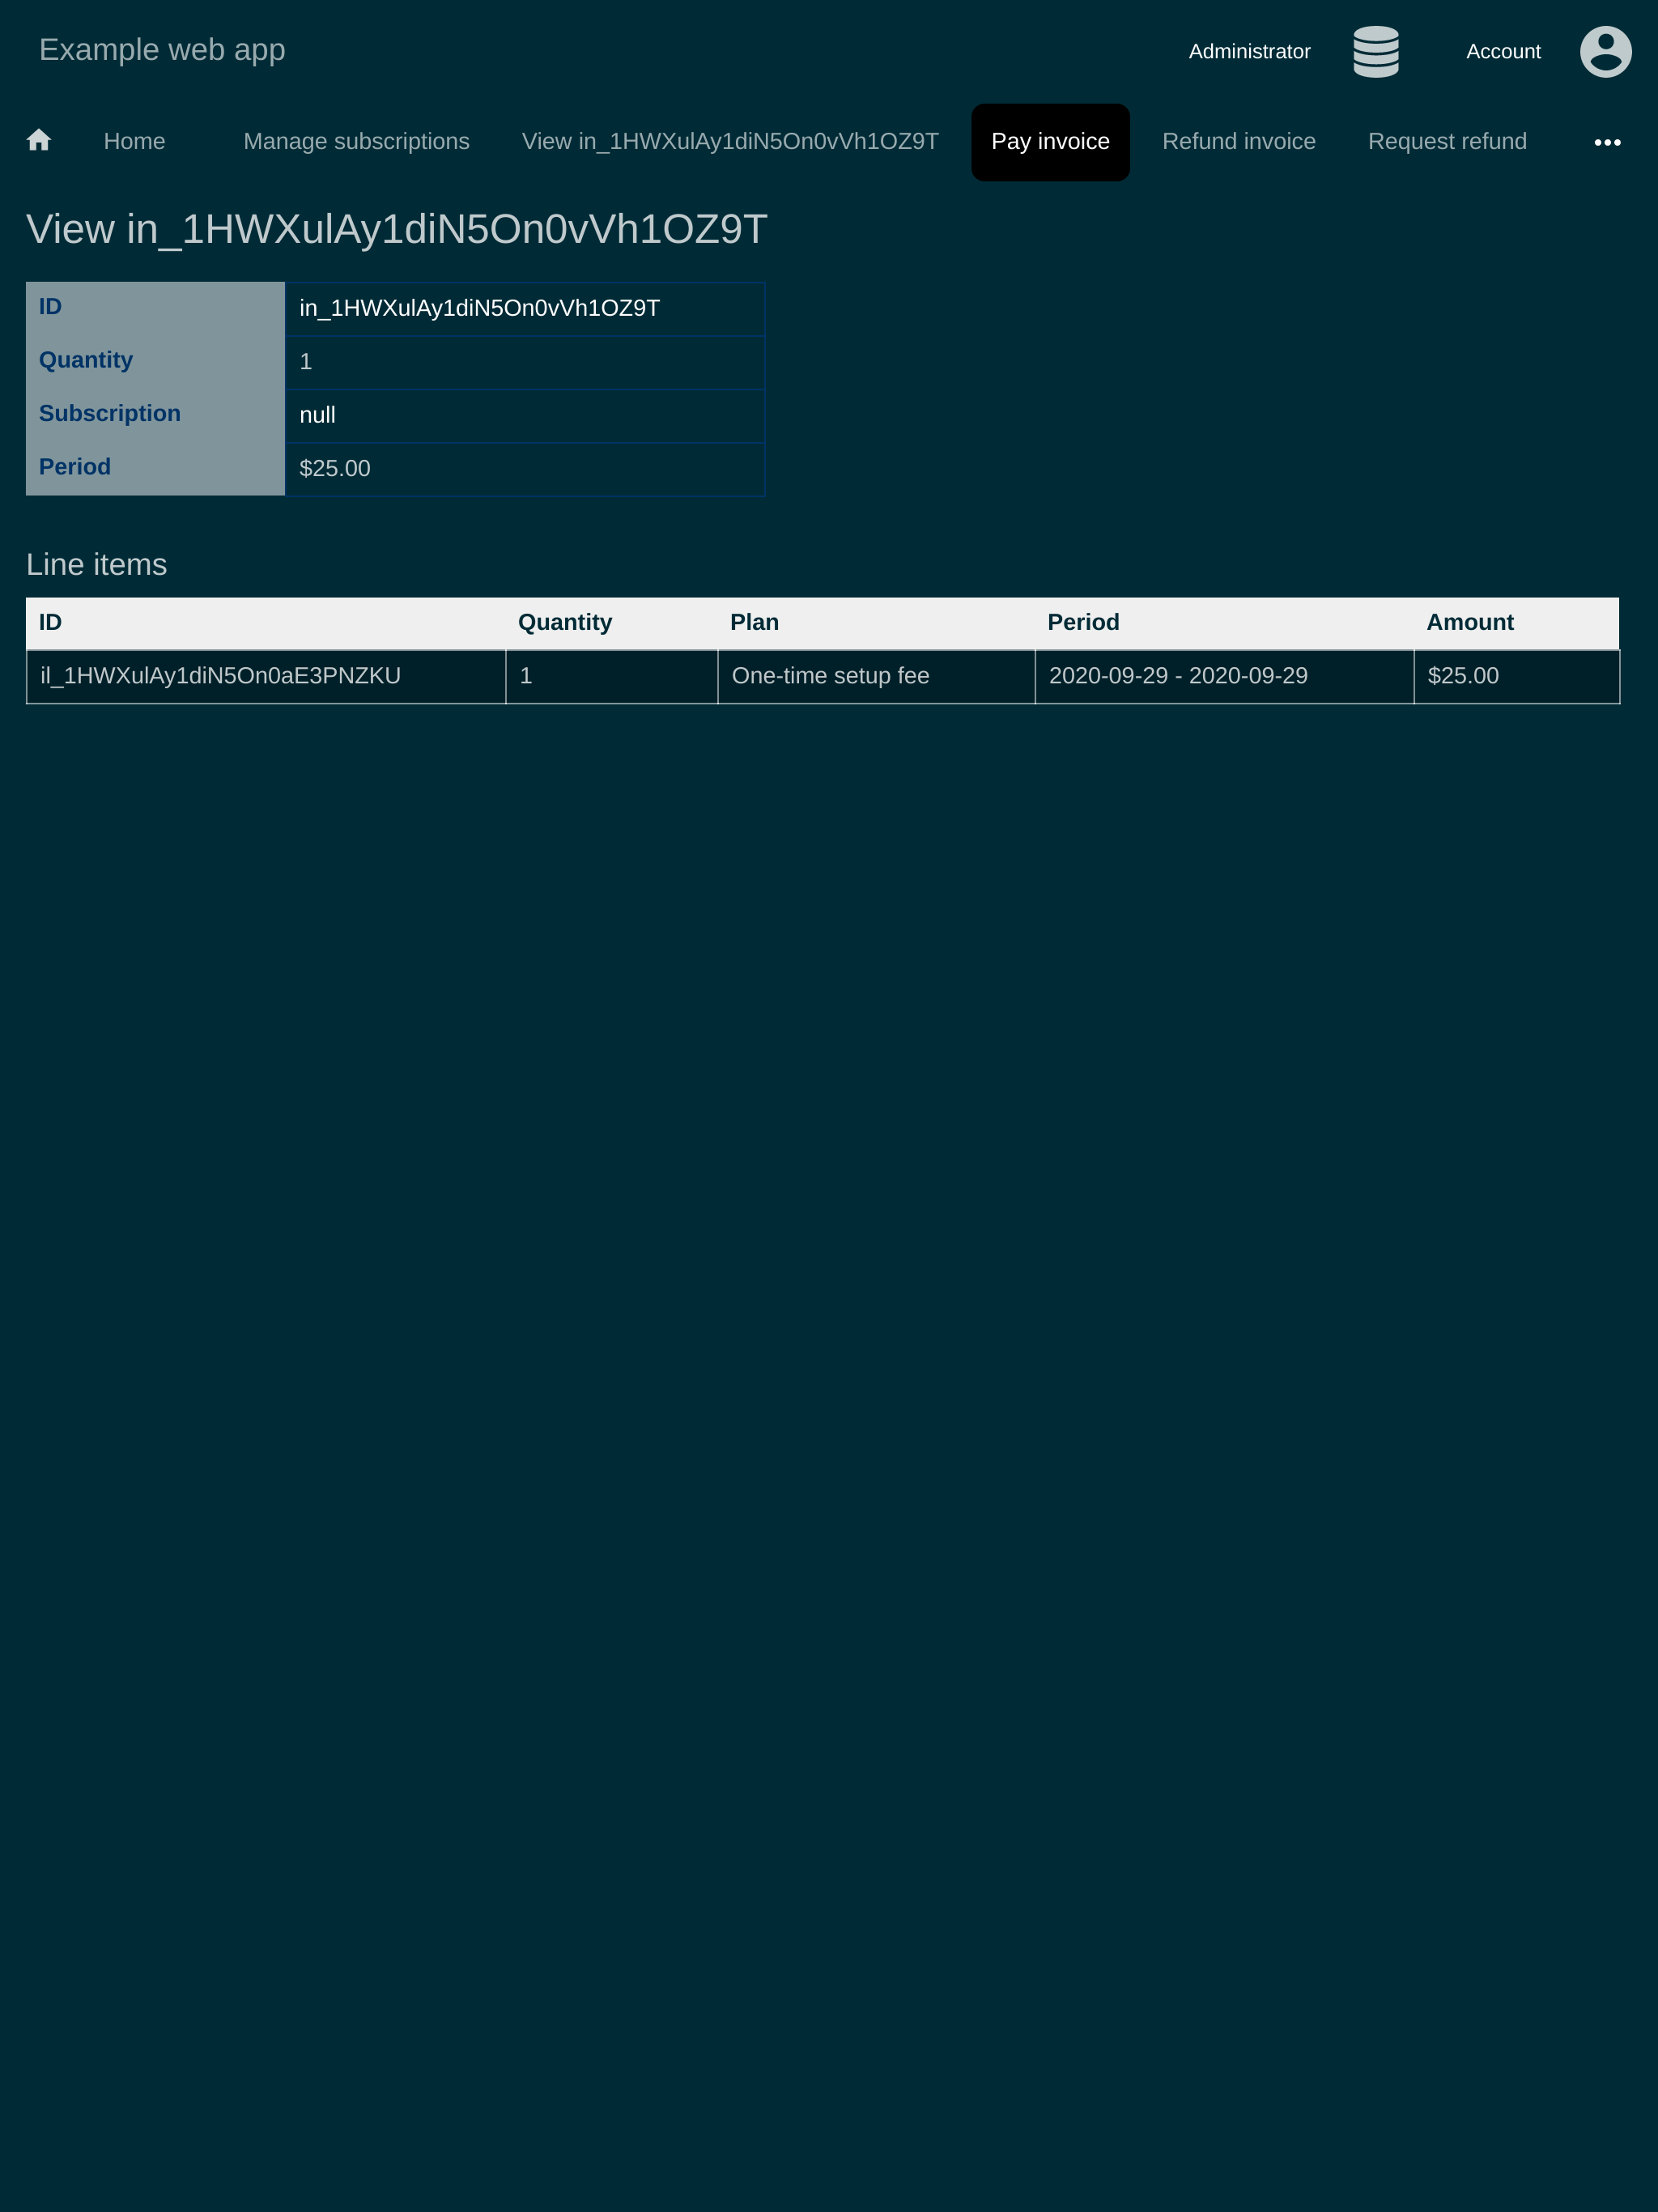 Example web app
Administrator Account
Home Manage subscriptions View in_1HWXulAy1diN5On0vVh1OZ9T Pay invoice Refund invoice Request refund
View in_1HWXulAy1diN5On0vVh1OZ9T
ID in_1HWXulAy1diN5On0vVh1OZ9T
Quantity 1
Subscription null
Period $25.00
Line items
ID Quantity Plan Period Amount
il_1HWXulAy1diN5On0aE3PNZKU 1 One-time setup fee 2020-09-29 - 2020-09-29 $25.00